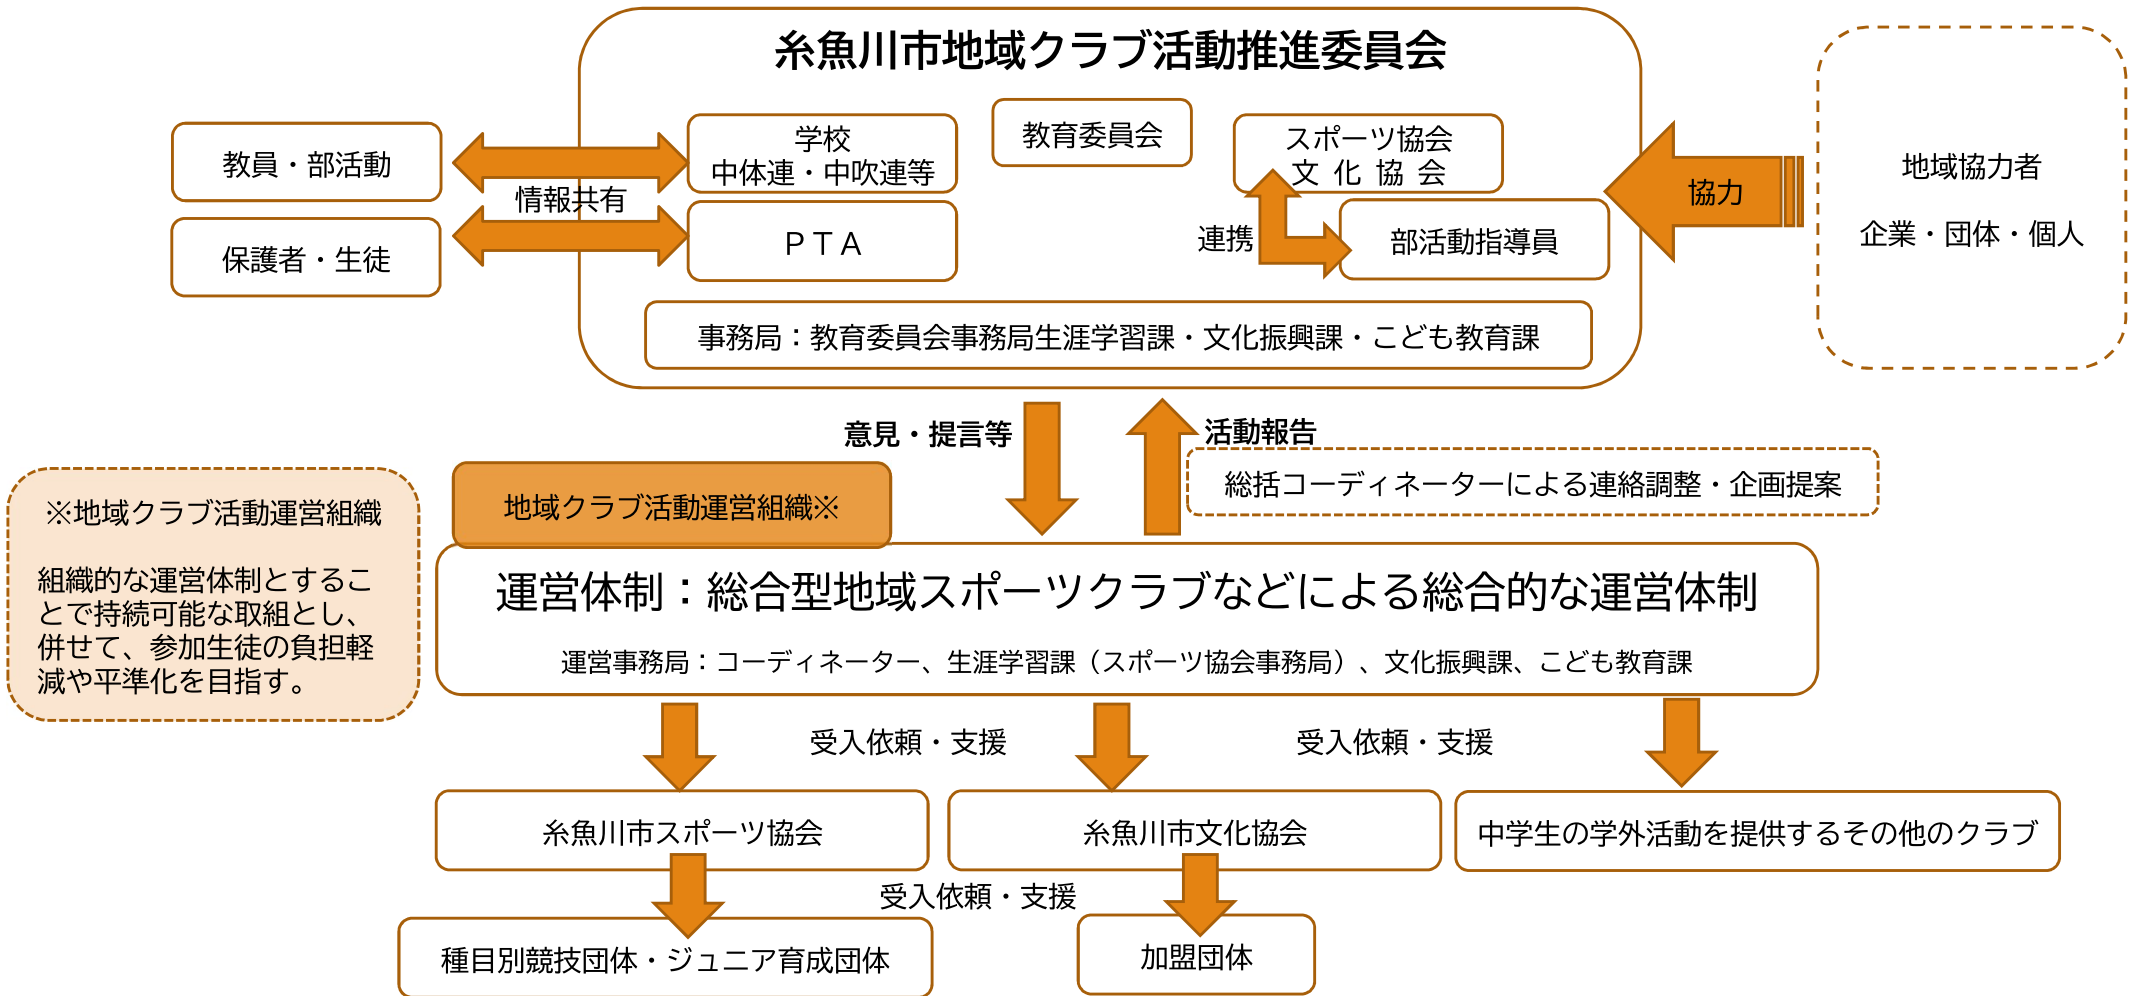 糸魚川市地域クラブ活動推進委員会
教員・部活動
保護者・生徒
情報共有
学校
中体連・中吹連等
PTA
教育委員会
スポーツ協会
文化協会
連携
部活動指導員
事務局：教育委員会事務局生涯学習課・文化振興課・こども教育課
協力
地域協力者
企業・団体・個人
意見・提言等
活動報告
総括コーディネーターによる連絡調整・企画提案
※地域クラブ活動運営組織
組織的な運営体制とするこ
とで持続可能な取組とし、
併せて、参加生徒の負担軽
減や平準化を目指す。
地域クラブ活動運営組織※
運営体制：総合型地域スポーツクラブなどによる総合的な運営体制
運営事務局：コーディネーター、生涯学習課（スポーツ協会事務局）、文化振興課、こども教育課
受入依頼・支援
受入依頼・支援
糸魚川市スポーツ協会
糸魚川市文化協会
中学生の学外活動を提供するその他のクラブ
受入依頼・支援
種目別競技団体・ジュニア育成団体
加盟団体